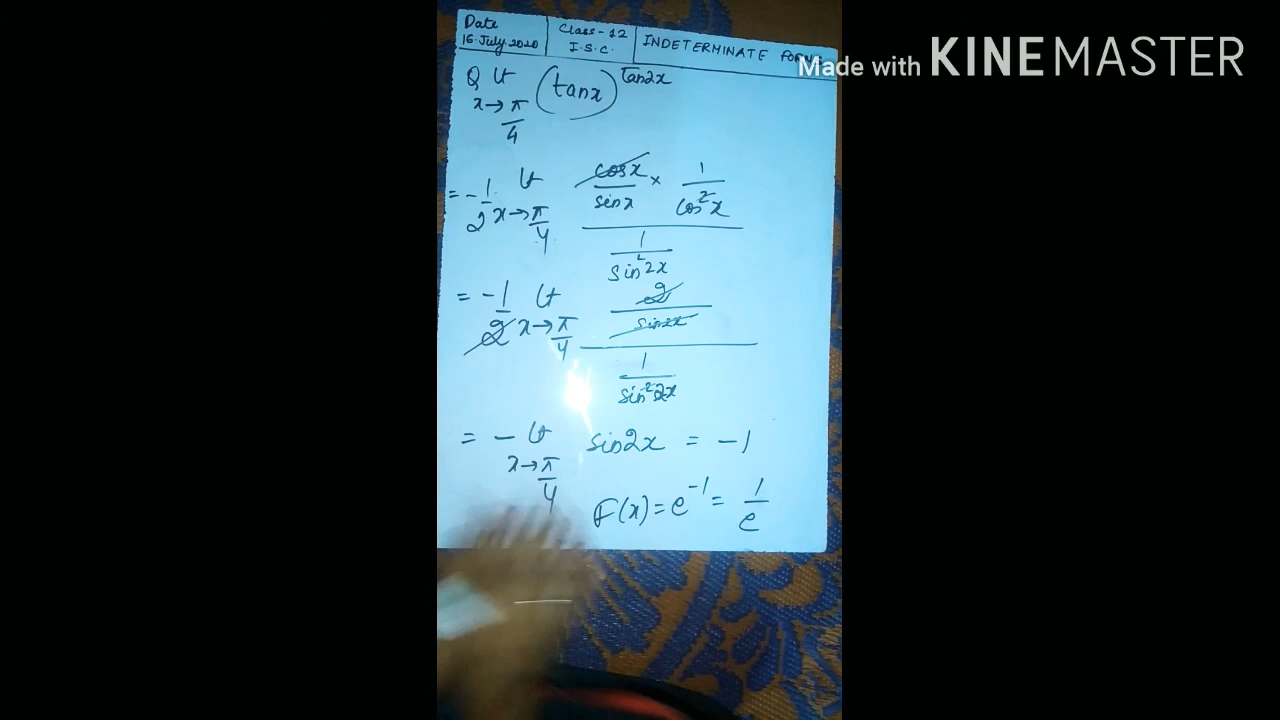 Date
16 July 2020
Class-12
I.S.C.
INDETERMINATE FORMS
Made with KINEMASTER
Q lt x→π/4 (tanx)^tan2x
= -1/2 lt x→π/4 (cosx/sinx × 1/cos²x)/(1/sin²2x)
= -1/2 lt x→π/4 (2/sin2x)/(1/sin²2x)
= - lt x→π/4 sin2x = -1
F(x) = e^-1 = 1/e